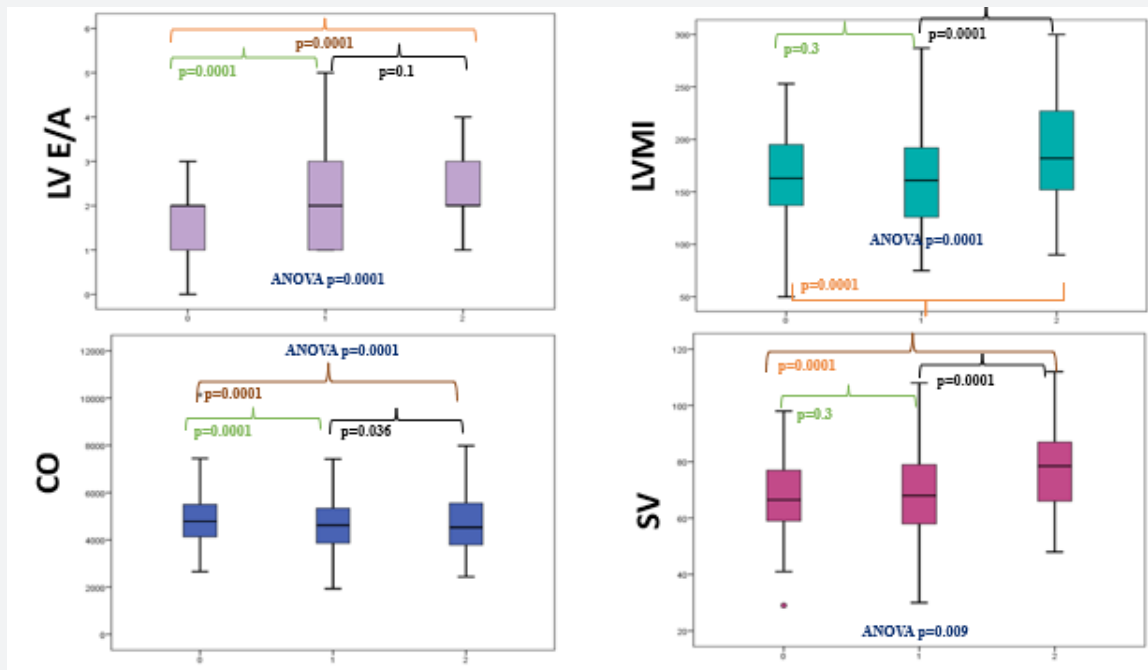 LV E/A
6
5
4
3
2
1
0
p=0.0001
p=0.0001
p=0.1
ANOVA p=0.0001
0 1 2
LVMI
300
250
200
150
100
50
p=0.3
p=0.0001
ANOVA p=0.0001
p=0.0001
0 1 2
CO
12000
10000
8000
6000
4000
2000
0
ANOVA p=0.0001
p=0.0001
p=0.0001
p=0.036
0 1 2
SV
120
100
80
60
40
20
p=0.0001
p=0.0001
p=0.3
ANOVA p=0.009
0 1 2